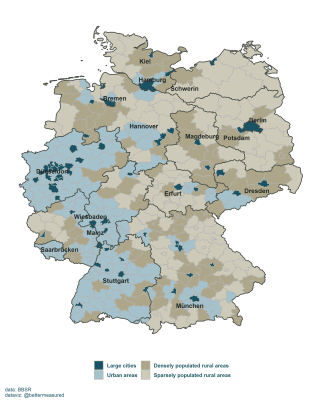 Kiel
Hamburg
Schwerin
Bremen
Berlin
Hannover
Magdeburg
Potsdam
Düsseldorf
Erfurt
Dresden
Wiesbaden
Mainz
Saarbrücken
Stuttgart
München
Large cities
Densely populated rural areas
Urban areas
Sparsely populated rural areas
data: BBSR
dataviz: @bettermeasured